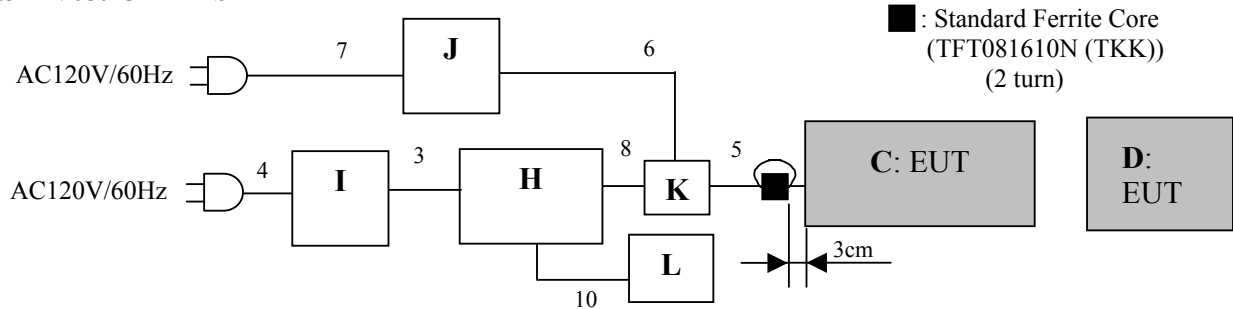 : Standard Ferrite Core
(TFT081610N (TKK))
(2 turn)
AC120V/60Hz
7
J
6
AC120V/60Hz
4
I
3
H
8
K
5
C: EUT
D:
EUT
L
10
3cm